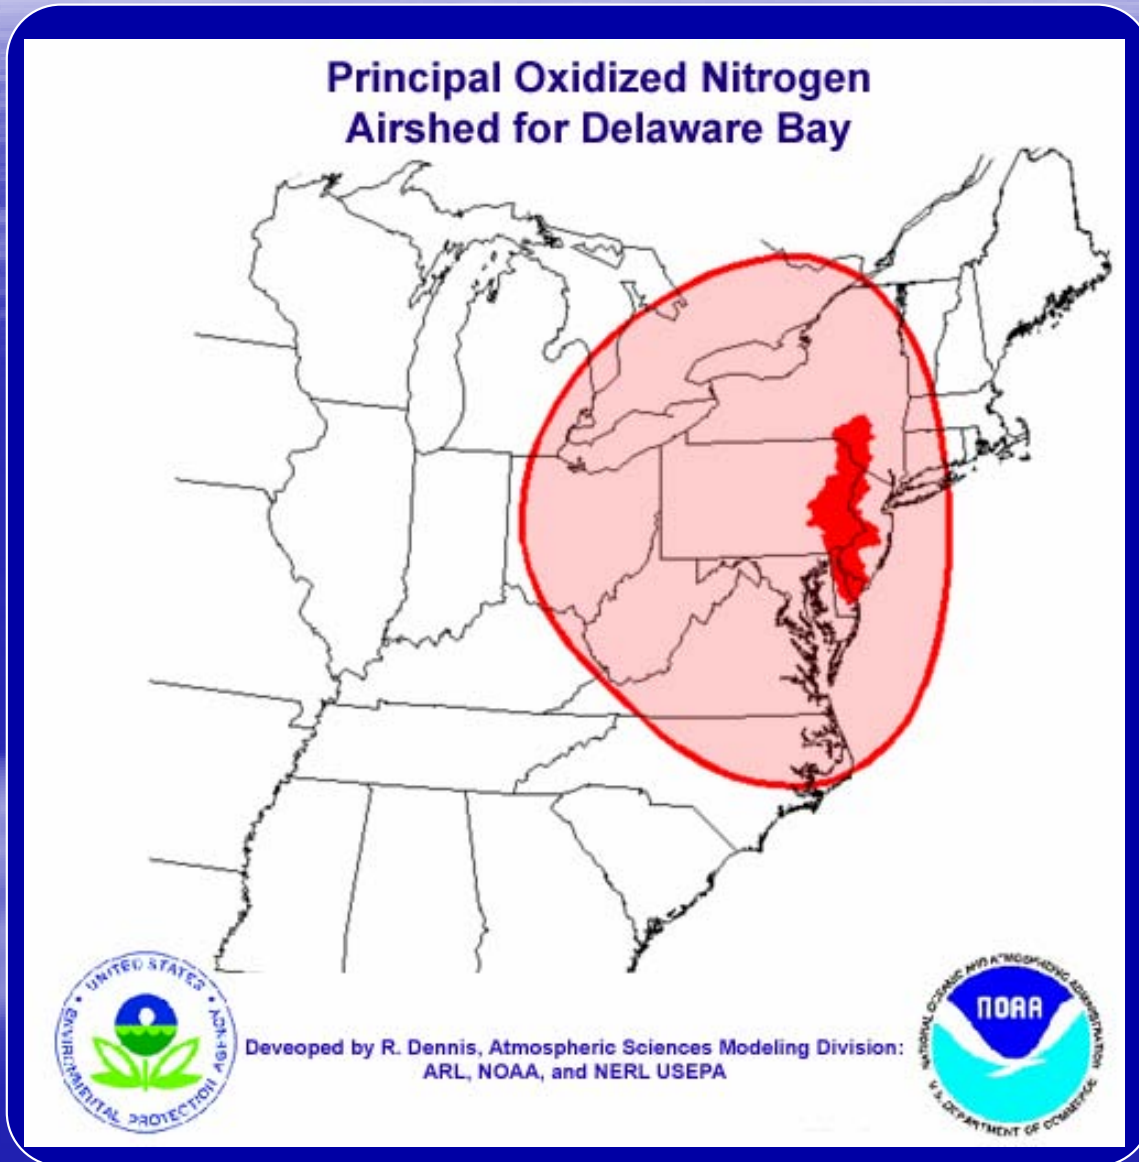 Principal Oxidized Nitrogen
Airshed for Delaware Bay
UNITED STATES
ENVIRONMENTAL PROTECTION
NOAA
NATIONAL OCEANIC AND ATMOSPHERIC ADMINISTRATION
U.S. DEPARTMENT OF COMMERCE
Deveoped by R. Dennis, Atmospheric Sciences Modeling Division:
ARL, NOAA, and NERL USEPA